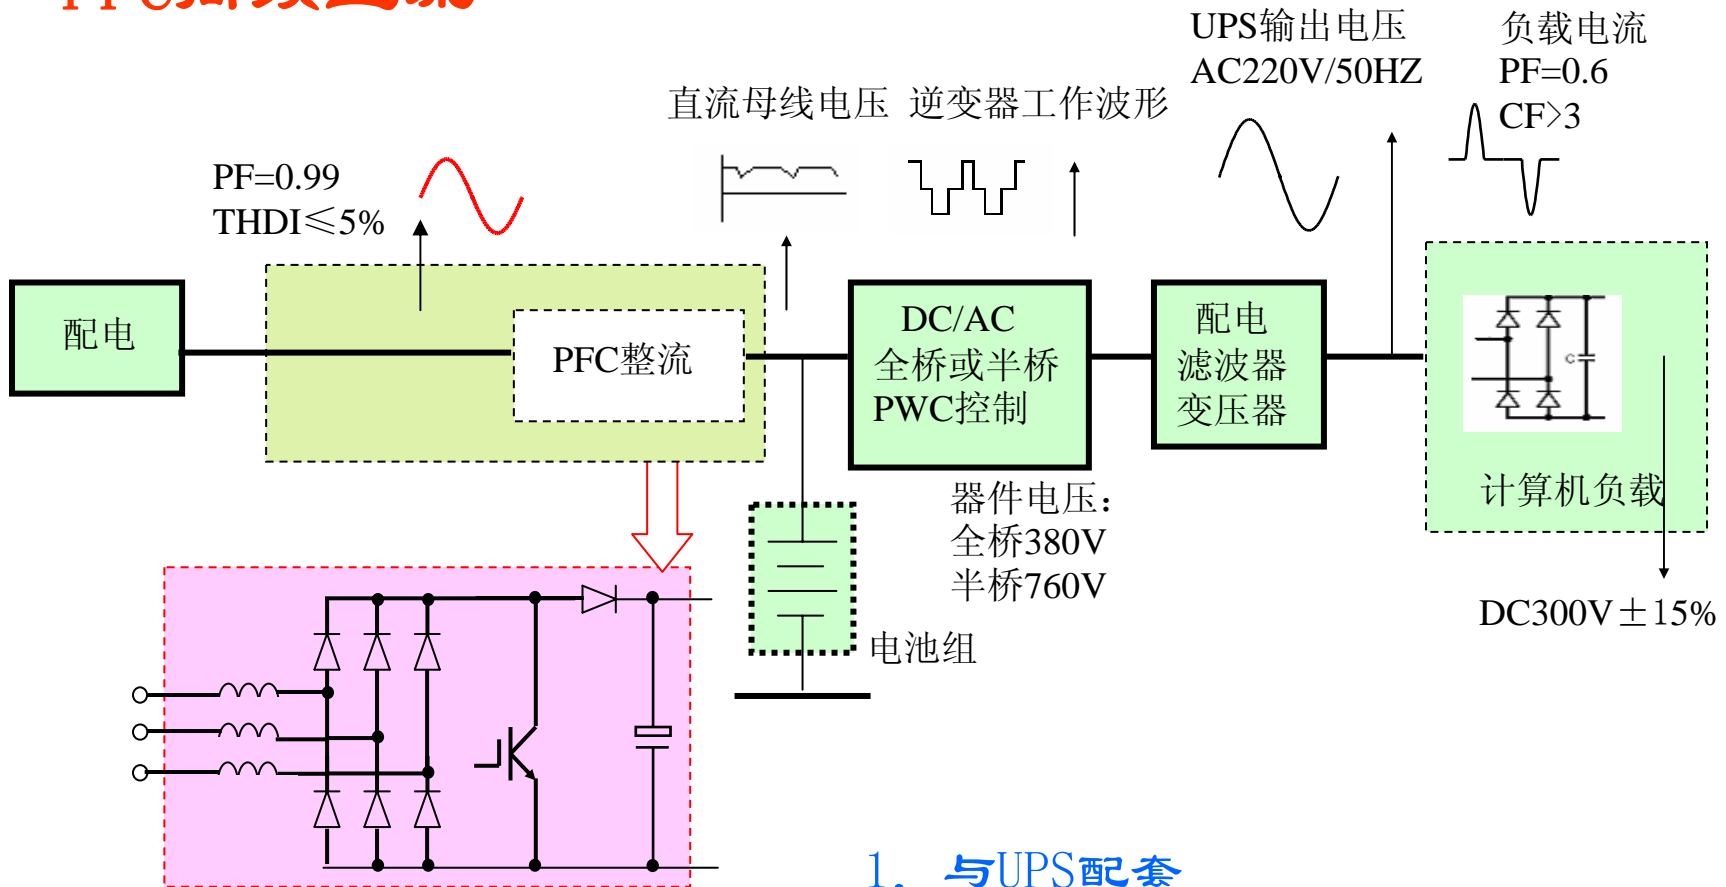 UPS输出电压
AC220V/50HZ
负载电流
PF=0.6
CF>3
直流母线电压
逆变器工作波形
PF=0.99
THDI≤5%
配电
PFC整流
DC/AC
全桥或半桥
PWC控制
配电
滤波器
变压器
C
计算机负载
器件电压：
全桥380V
半桥760V
DC300V±15%
电池组
1. 与UPS配套